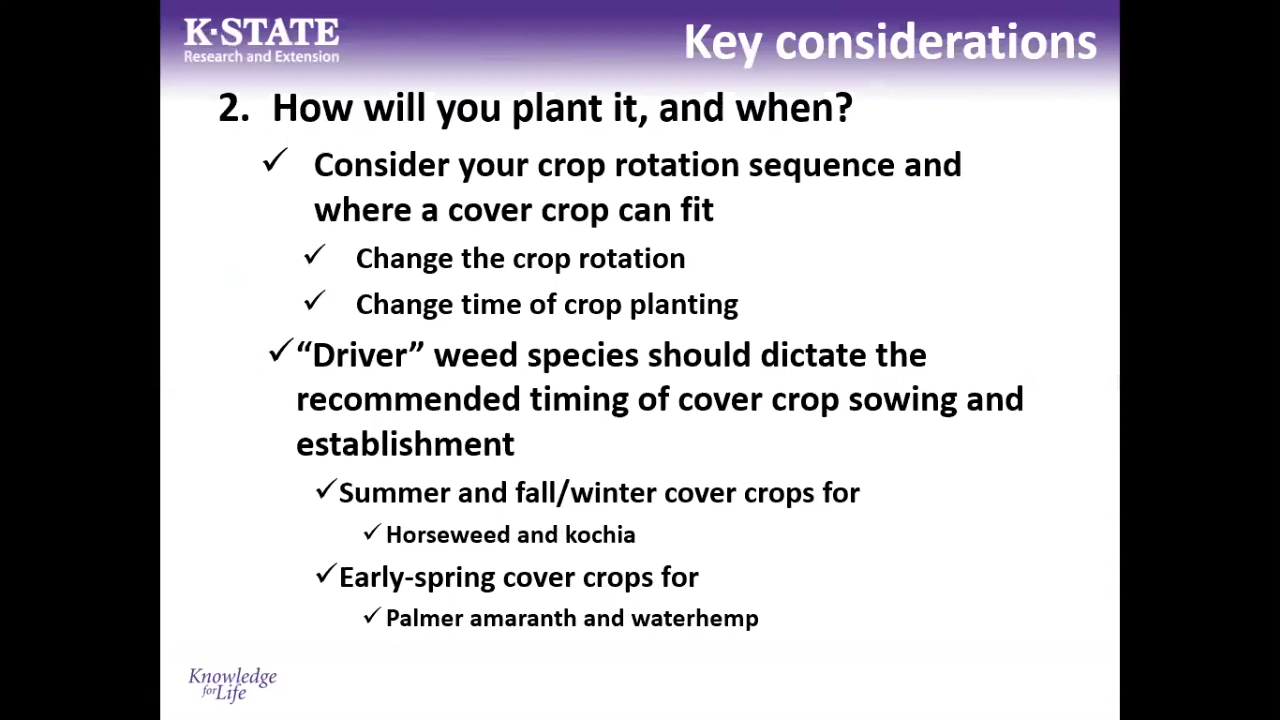 K-STATE
Research and Extension
Key considerations
2. How will you plant it, and when?
✓ Consider your crop rotation sequence and
where a cover crop can fit
✓ Change the crop rotation
✓ Change time of crop planting
✓ “Driver” weed species should dictate the
recommended timing of cover crop sowing and
establishment
✓ Summer and fall/winter cover crops for
✓ Horseweed and kochia
✓ Early-spring cover crops for
✓ Palmer amaranth and waterhemp
Knowledge
for Life